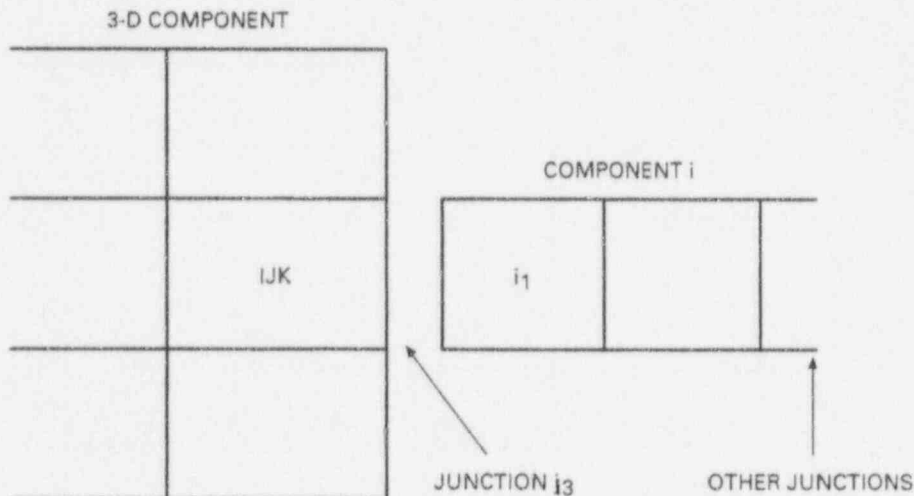 3-D COMPONENT
COMPONENT i
IJK
i1
JUNCTION j3
OTHER JUNCTIONS